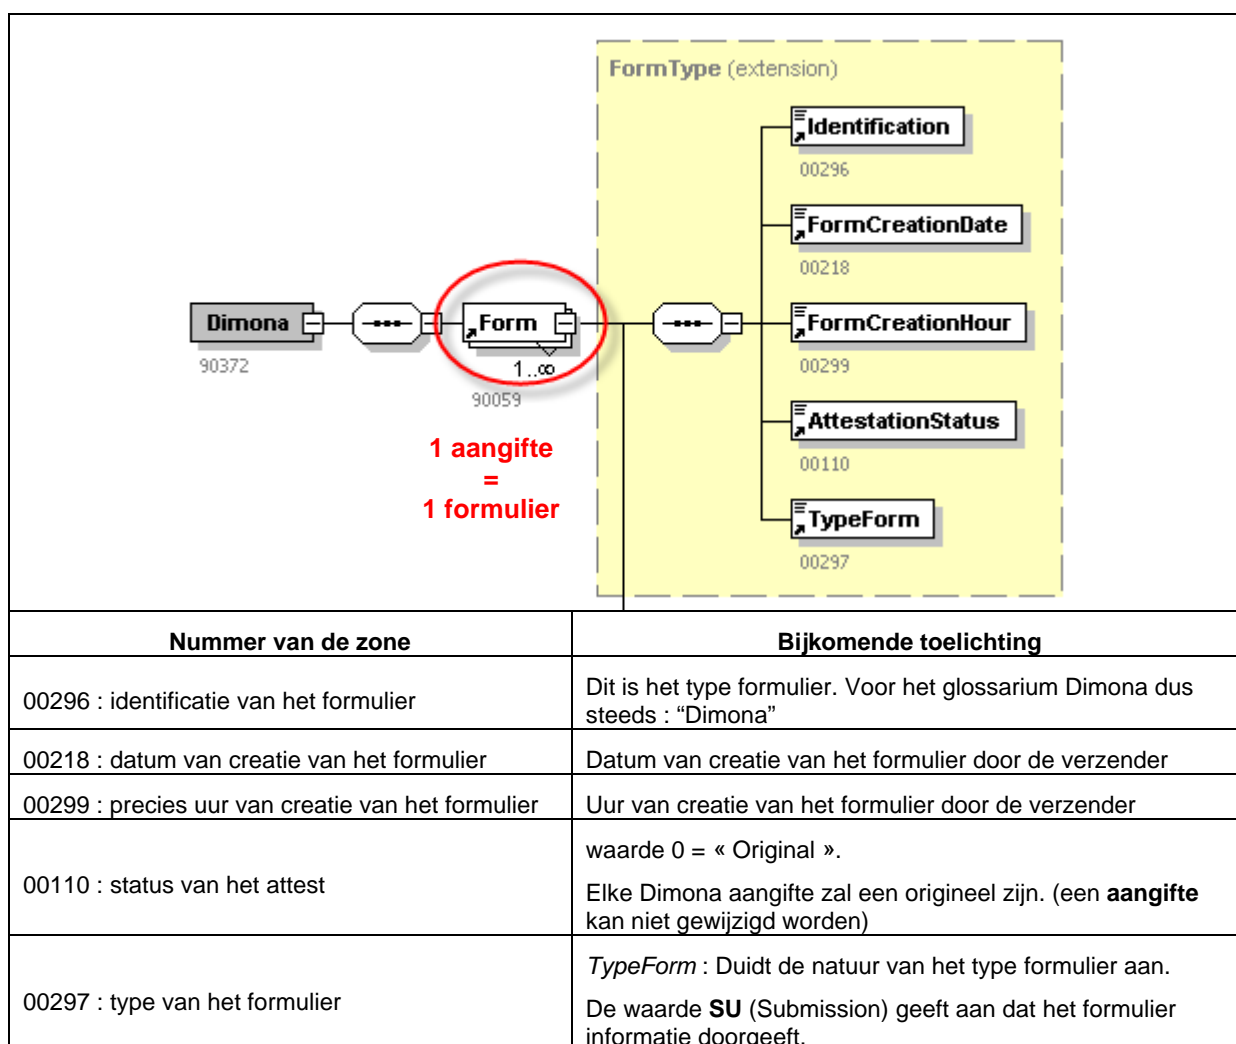 FormType (extension)
Identification
00296
FormCreationDate
00218
Dimona
Form
FormCreationHour
90372
1..∞
00299
90059
AttestationStatus
1 aangifte
00110
=
1 formulier
TypeForm
00297
Nummer van de zone
Bijkomende toelichting
00296 : identificatie van het formulier
Dit is het type formulier. Voor het glossarium Dimona dus
steeds : “Dimona”
00218 : datum van creatie van het formulier
Datum van creatie van het formulier door de verzender
00299 : precies uur van creatie van het formulier
Uur van creatie van het formulier door de verzender
00110 : status van het attest
waarde 0 = « Original ».
Elke Dimona aangifte zal een origineel zijn. (een aangifte
kan niet gewijzigd worden)
00297 : type van het formulier
TypeForm : Duidt de natuur van het type formulier aan.
De waarde SU (Submission) geeft aan dat het formulier
informatie doorgeeft.